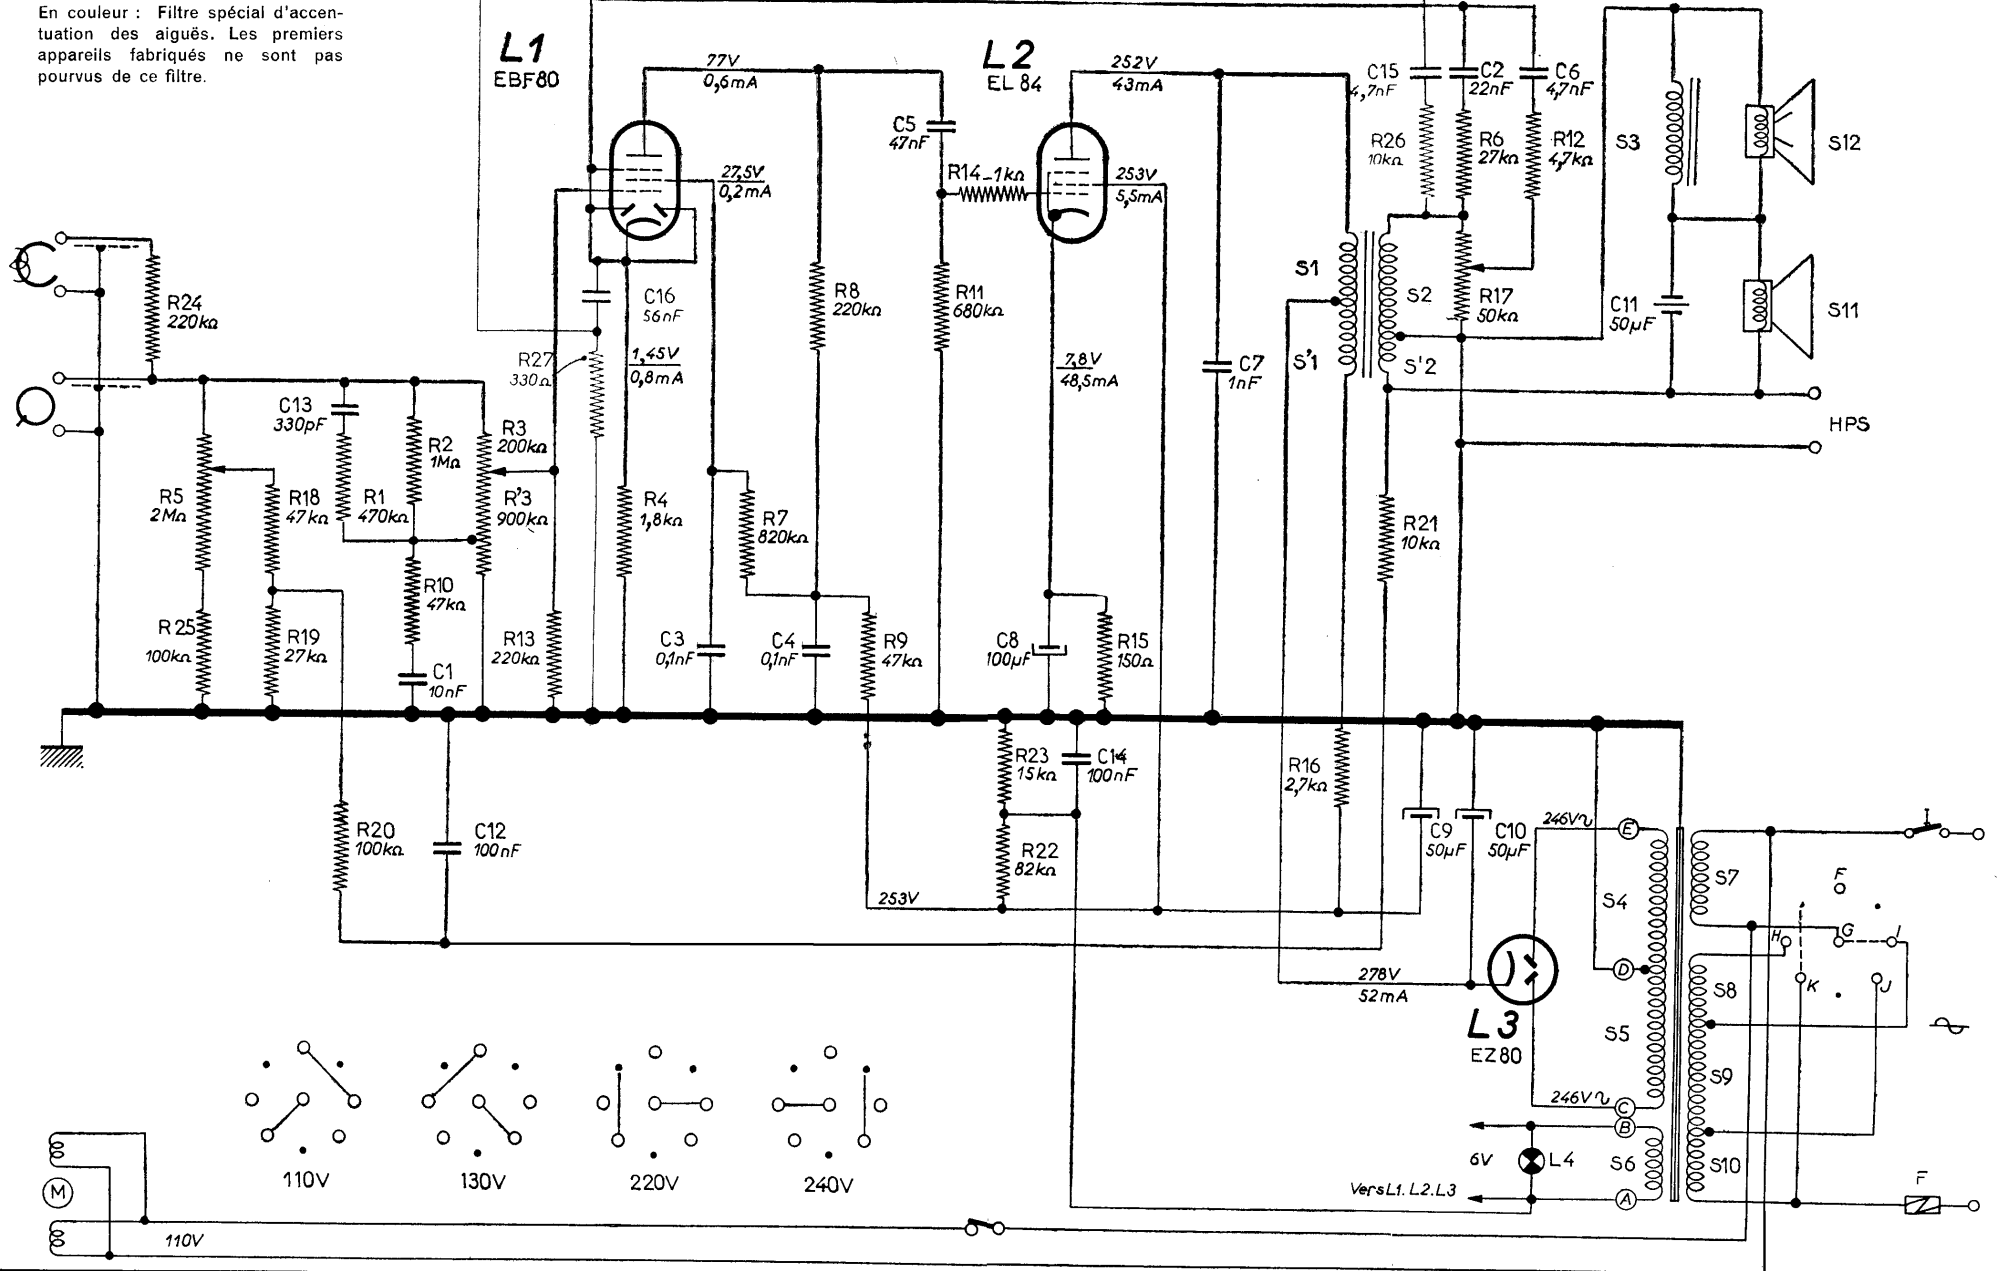 En couleur : Filtre spécial d'accen-
tuation des aiguës. Les premiers
appareils fabriqués ne sont pas
pourvus de ce filtre.
L1
EBF80
77V
0,6mA
27,5V
0,2mA
L2
EL 84
252V
43mA
253V
5,5mA
C5
47nF
R14_1kΩ
C15
4,7nF
C2
22nF
C6
4,7nF
R26
10kΩ
R6
27kΩ
R12
4,7kΩ
S3
S12
R24
220kΩ
C16
56nF
R27
330Ω
1,45V
0,8mA
R8
220kΩ
R11
680kΩ
7,8V
48,5mA
C7
1nF
S1
S'1
S2
S'2
R17
50kΩ
C11
50µF
S11
HPS
C13
330pF
R2
1MΩ
R3
200kΩ
R5
2MΩ
R18
47kΩ
R1
470kΩ
R'3
900kΩ
R4
1,8kΩ
R7
820kΩ
R21
10kΩ
R10
47kΩ
R25
100kΩ
R19
27kΩ
C1
10nF
R13
220kΩ
C3
0,1nF
C4
0,1nF
R9
47kΩ
C8
100µF
R15
150Ω
R23
15kΩ
C14
100nF
R16
2,7kΩ
R20
100kΩ
C12
100nF
R22
82kΩ
C9
50µF
C10
50µF
253V
246V~
E
S4
S7
F
G
H
I
278V
52mA
D
S8
K
J
L3
EZ80
S5
S9
246V~
C
B
6V
L4
S6
S10
F
Vers L1. L2. L3
A
110V
130V
220V
240V
M
110V